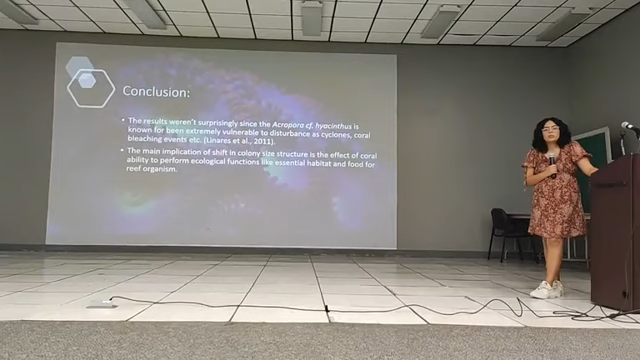 Conclusion:
• The results weren't surprisingly since the Acropora cf. hyacinthus is
known for been extremely vulnerable to disturbance as cyclones, coral
bleaching events etc. (Linares et al., 2011).
• The main implication of shift in colony size structure is the effect of coral
ability to perform ecological functions like essential habitat and food for
reef organism.